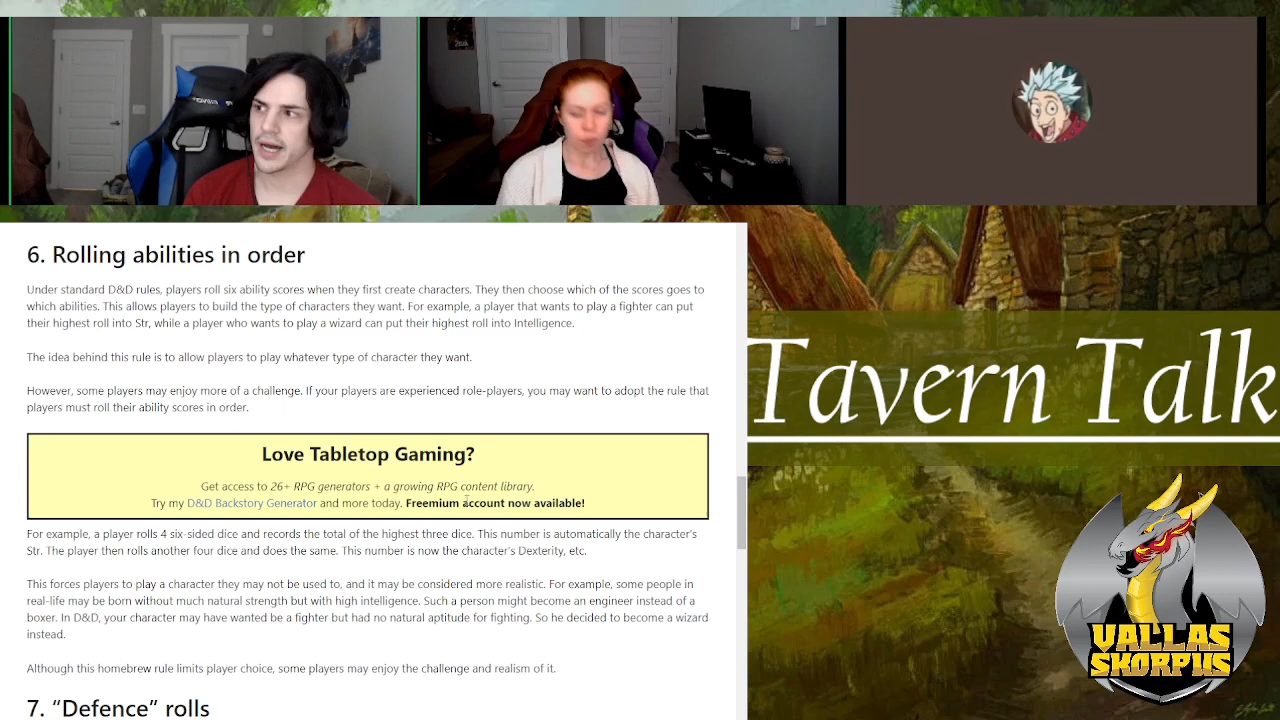 6. Rolling abilities in order
Under standard D&D rules, players roll six ability scores when they first create characters. They then choose which of the scores goes to
which abilities. This allows players to build the type of characters they want. For example, a player that wants to play a fighter can put
their highest roll into Str, while a player who wants to play a wizard can put their highest roll into Intelligence.
The idea behind this rule is to allow players to play whatever type of character they want.
However, some players may enjoy more of a challenge. If your players are experienced role-players, you may want to adopt the rule that
players must roll their ability scores in order.
Love Tabletop Gaming?
Get access to 26+ RPG generators + a growing RPG content library.
Try my D&D Backstory Generator and more today. Freemium account now available!
For example, a player rolls 4 six-sided dice and records the total of the highest three dice. This number is automatically the character's
Str. The player then rolls another four dice and does the same. This number is now the character's Dexterity, etc.
This forces players to play a character they may not be used to, and it may be considered more realistic. For example, some people in
real-life may be born without much natural strength but with high intelligence. Such a person might become an engineer instead of a
boxer. In D&D, your character may have wanted be a fighter but had no natural aptitude for fighting. So he decided to become a wizard
instead.
Although this homebrew rule limits player choice, some players may enjoy the challenge and realism of it.
7. “Defence” rolls
Tavern Talk
VALLAS
SKORPUS